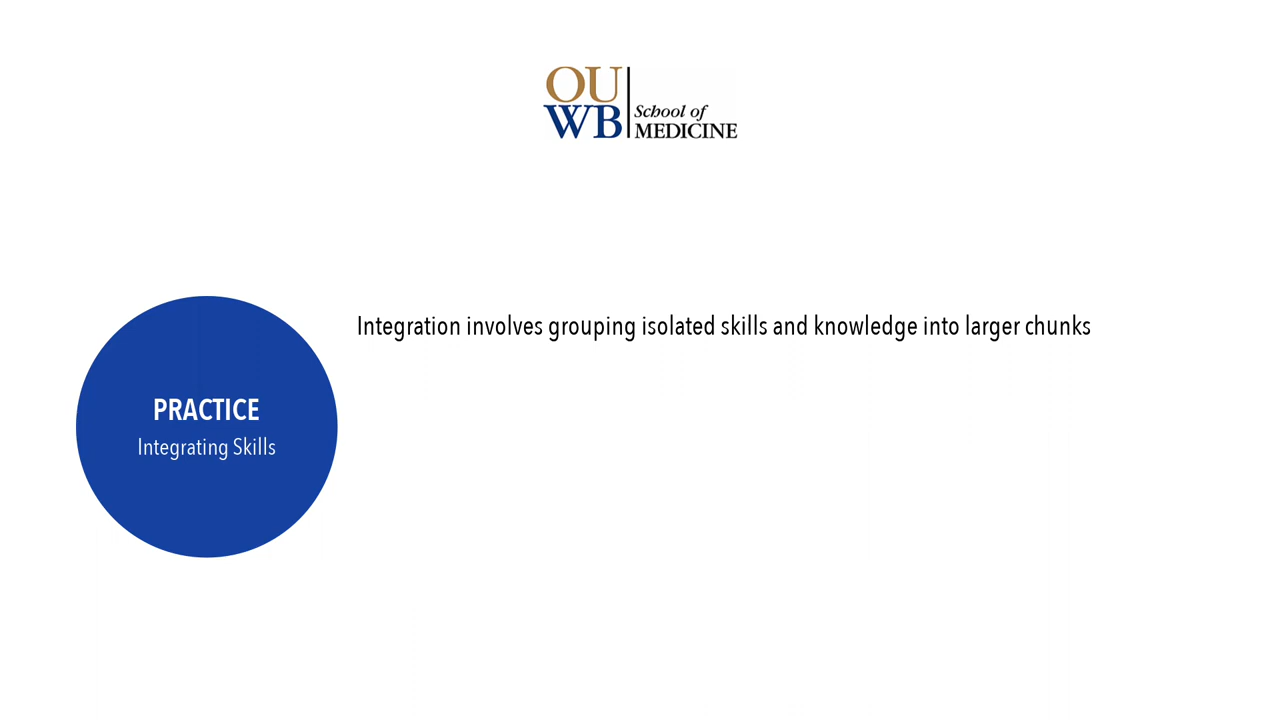 OU
WB
School of
MEDICINE
Integration involves grouping isolated skills and knowledge into larger chunks
PRACTICE
Integrating Skills